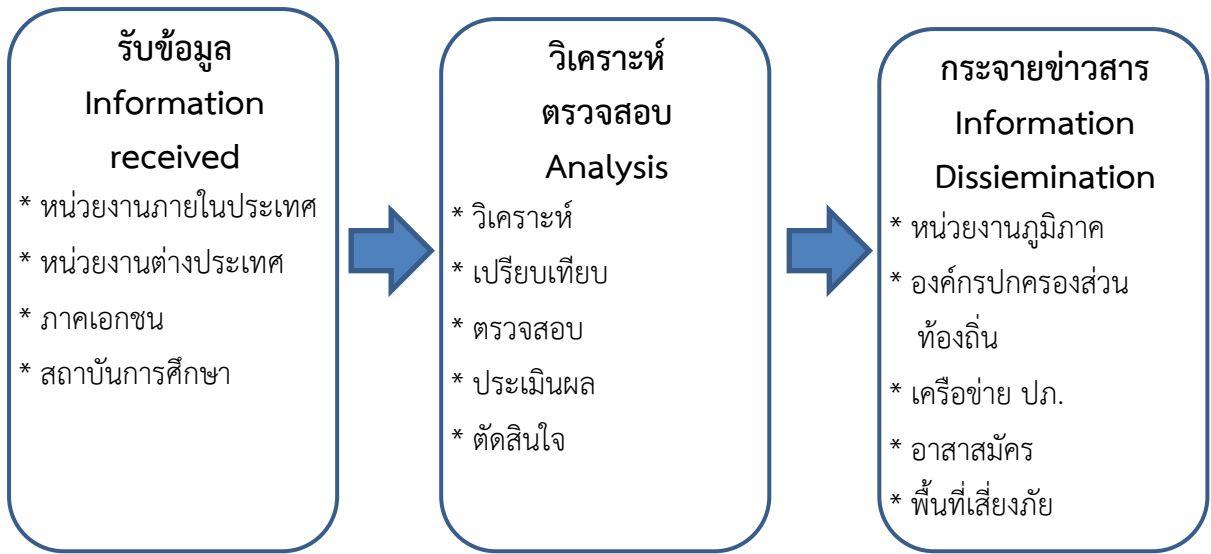 รับข้อมูล
Information
received
* หน่วยงานภายในประเทศ
* หน่วยงานต่างประเทศ
* ภาคเอกชน
* สถาบันการศึกษา
วิเคราะห์
ตรวจสอบ
Analysis
* วิเคราะห์
* เปรียบเทียบ
* ตรวจสอบ
* ประเมินผล
* ตัดสินใจ
กระจายข่าวสาร
Information
Dissiemination
* หน่วยงานภูมิภาค
* องค์กรปกครองส่วน
ท้องถิ่น
* เครือข่าย ปภ.
* อาสาสมัคร
* พื้นที่เสี่ยงภัย